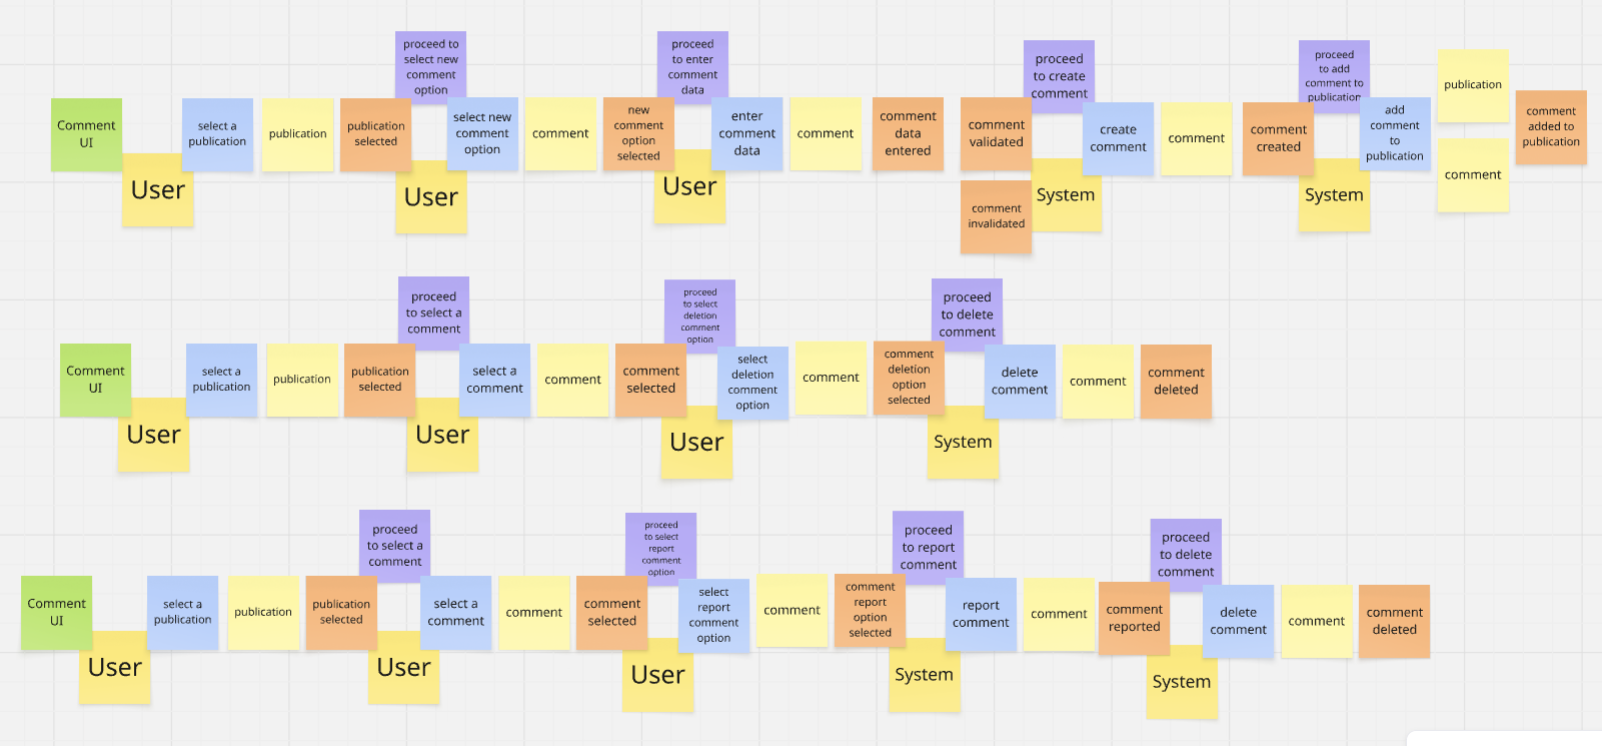 Comment
UI
User
select a
publication
publication
publication
selected
proceed to
select new
comment
option
User
select new
comment
option
comment
new
comment
option
selected
proceed
to enter
comment
data
User
enter
comment
data
comment
comment
data
entered
comment
validated
comment
invalidated
proceed
to create
comment
System
create
comment
comment
comment
created
proceed
to add
comment to
publication
System
add
comment
to
publication
publication
comment
comment
added to
publication
Comment
UI
User
select a
publication
publication
publication
selected
proceed
to select a
comment
User
select a
comment
comment
comment
selected
proceed
to select
deletion
comment
option
User
select
deletion
comment
option
comment
comment
deletion
option
selected
proceed
to delete
comment
System
delete
comment
comment
comment
deleted
Comment
UI
User
select a
publication
publication
publication
selected
proceed
to select a
comment
User
select a
comment
comment
comment
selected
proceed
to select
report
comment
option
User
select
report
comment
option
comment
comment
report
option
selected
proceed
to report
comment
System
report
comment
comment
comment
reported
proceed
to delete
comment
System
delete
comment
comment
comment
deleted